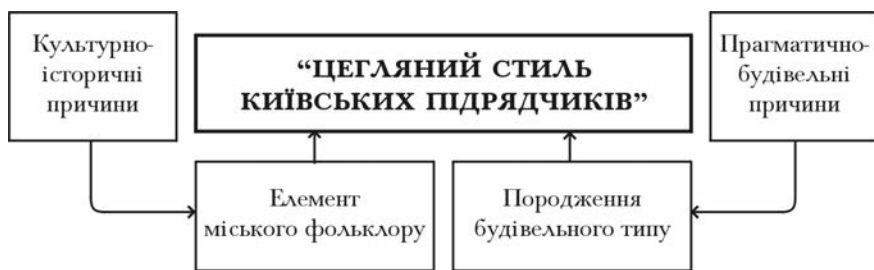 Культурно-
історичні
причини
“ЦЕГЛЯНИЙ СТИЛЬ
КИЇВСЬКИХ ПІДРЯДЧИКІВ”
Прагматично-
будівельні
причини
Елемент
міського фольклору
Породження
будівельного типу